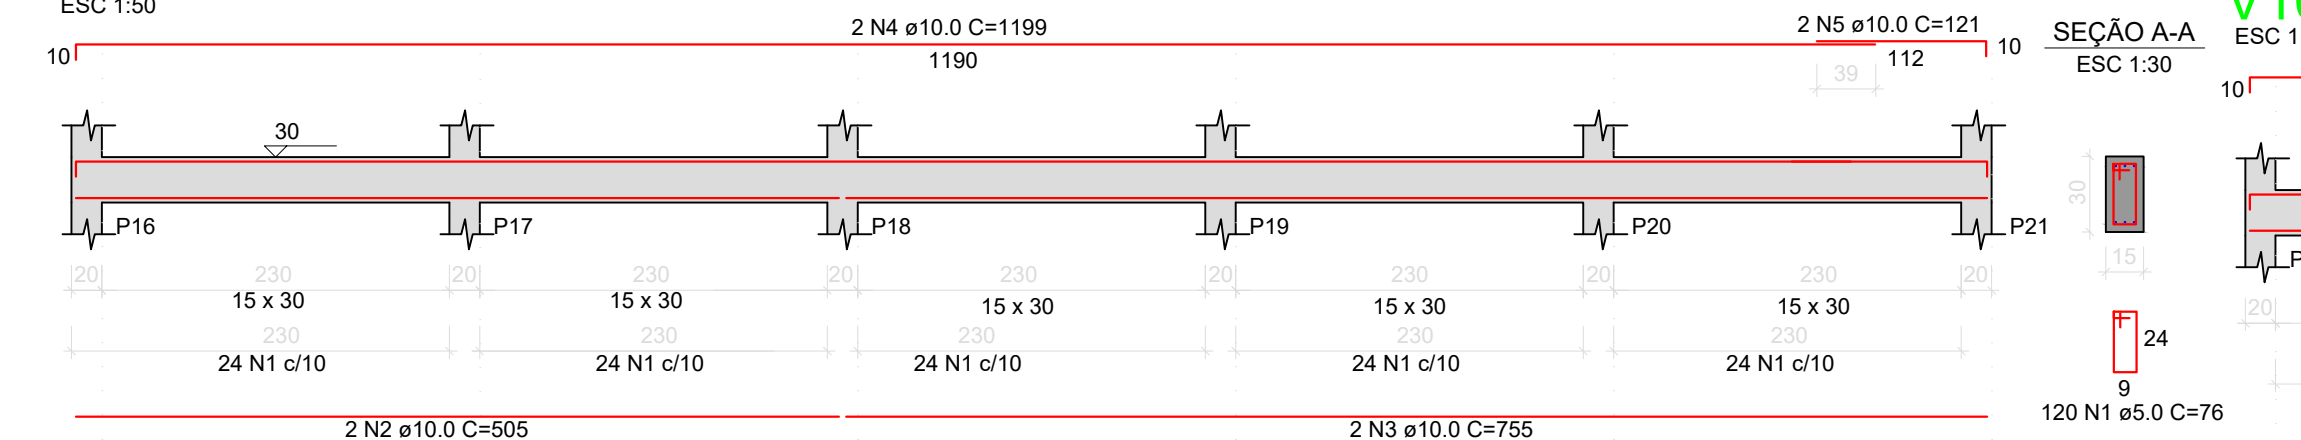 ESC 1:50
2 N4 ø10.0 C=1199
2 N5 ø10.0 C=121
10
1190
112
10
39
SEÇÃO A-A
ESC 1:30
ESC 1
10
30
P16
P17
P18
P19
P20
P21
30
15
20 230 20 230 20 230 20 230 20 230 20
15 x 30 15 x 30 15 x 30 15 x 30 15 x 30
230 230 230 230 230
24 N1 c/10 24 N1 c/10 24 N1 c/10 24 N1 c/10 24 N1 c/10
24
9
120 N1 ø5.0 C=76
20
2 N2 ø10.0 C=505
2 N3 ø10.0 C=755